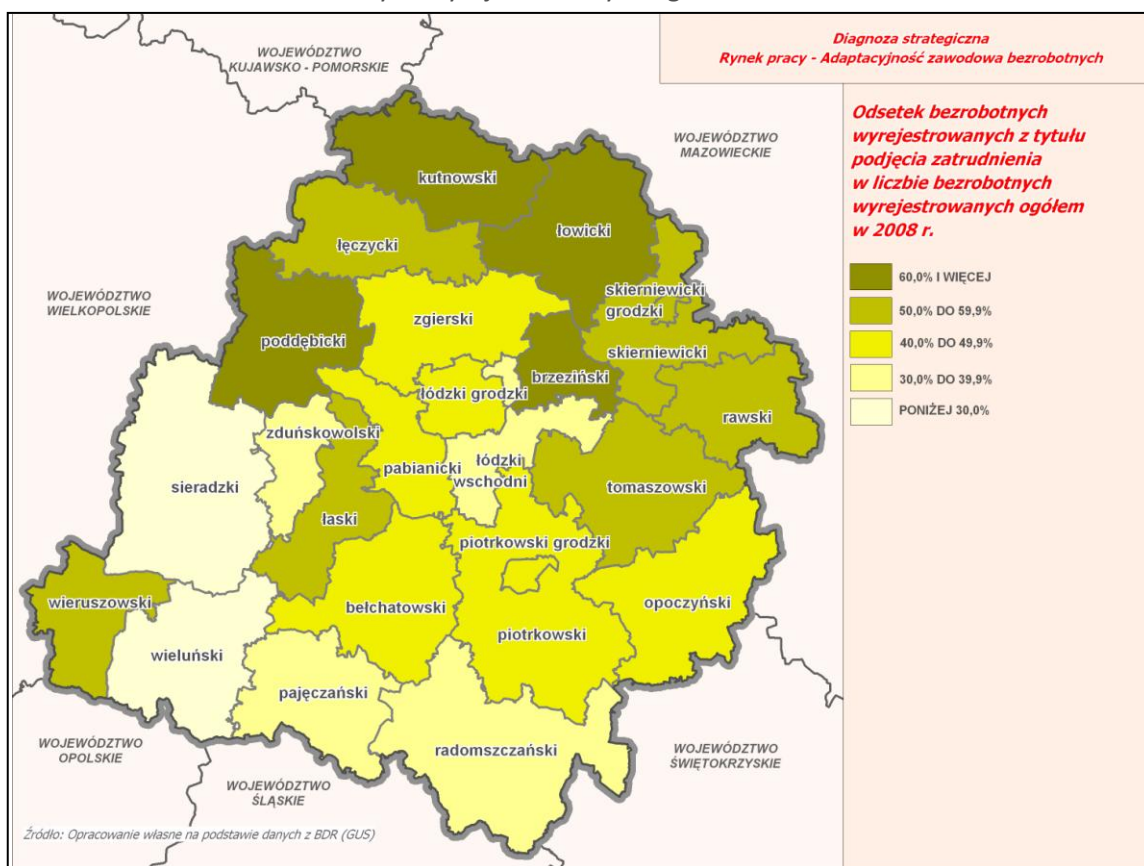 Diagnoza strategiczna
Rynek pracy - Adaptacyjność zawodowa bezrobotnych
Odsetek bezrobotnych
wyrejestrowanych z tytułu
podjęcia zatrudnienia
w liczbie bezrobotnych
wyrejestrowanych ogółem
w 2008 r.
60,0% I WIĘCEJ
50,0% DO 59,9%
40,0% DO 49,9%
30,0% DO 39,9%
PONIŻEJ 30,0%
WOJEWÓDZTWO
KUJAWSKO - POMORSKIE
WOJEWÓDZTWO
MAZOWIECKIE
kutnowski
łowicki
łęczycki
WOJEWÓDZTWO
WIELKOPOLSKIE
skierniewicki
grodzki
zgierski
poddębicki
skierniewicki
brzeziński
łódzki grodzki
rawski
zduńskowolski
łódzki
wschodni
pabianicki
sieradzki
tomaszowski
łaski
piotrkowski grodzki
wieruszowski
bełchatowski
opoczyński
piotrkowski
wieluński
pajęczański
radomszczański
WOJEWÓDZTWO
OPOLSKIE
WOJEWÓDZTWO
ŚWIĘTOKRZYSKIE
WOJEWÓDZTWO
ŚLĄSKIE
Źródło: Opracowanie własne na podstawie danych z BDR (GUS)